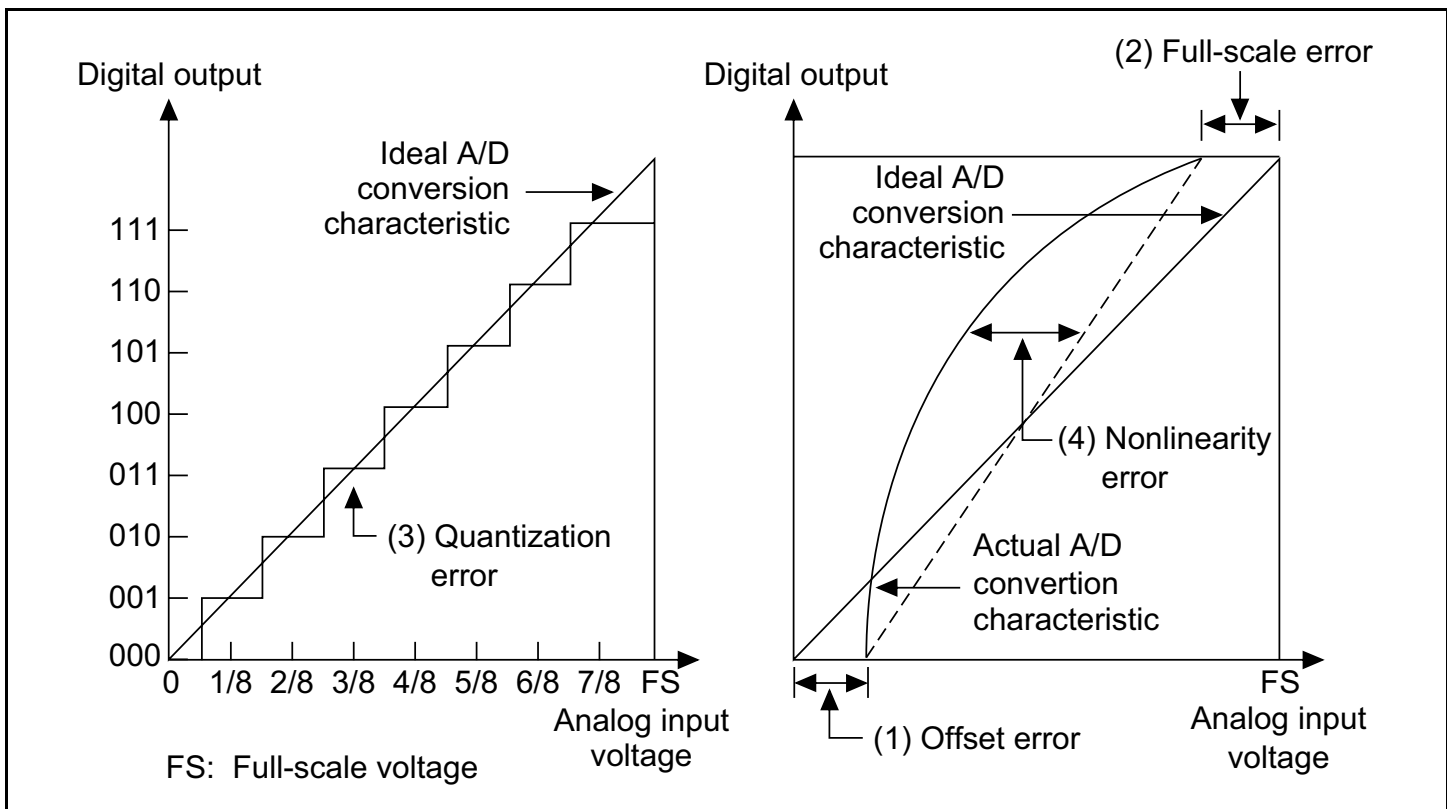 Digital output
Ideal A/D
conversion
characteristic
111
110
101
100
011
010
001
000
(3) Quantization
error
0 1/8 2/8 3/8 4/8 5/8 6/8 7/8 FS
Analog input
voltage
FS: Full-scale voltage
(2) Full-scale error
Digital output
Ideal A/D
conversion
characteristic
(4) Nonlinearity
error
Actual A/D
convertion
characteristic
FS
Analog input
voltage
(1) Offset error